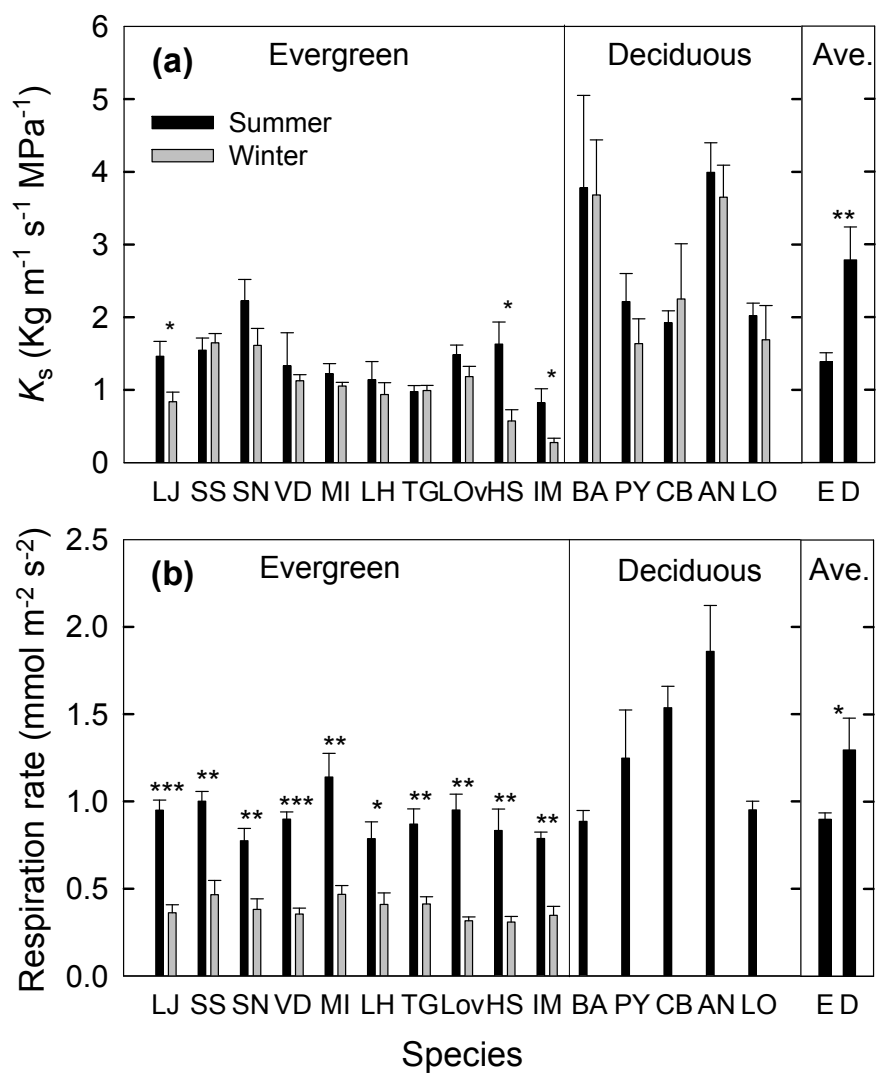 (a)
Evergreen
Deciduous
Ave.
Summer
Winter
Kₛ (Kg m⁻¹ s⁻¹ MPa⁻¹)
6
5
4
3
2
1
0
*
*
*
**
LJ SS SN VD MI LH TG LOv HS IM BA PY CB AN LO E D
(b)
Evergreen
Deciduous
Ave.
Respiration rate (mmol m⁻² s⁻²)
2.5
2.0
1.5
1.0
0.5
0.0
*** ** ** *** ** * ** ** ** ** *
LJ SS SN VD MI LH TG Lov HS IM BA PY CB AN LO E D
Species